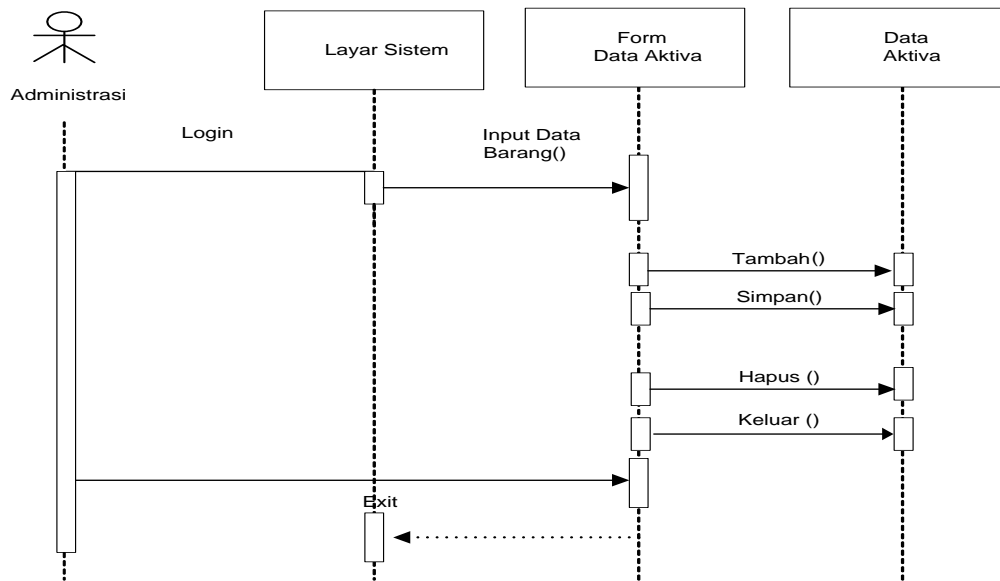 Layar Sistem
Form
Data Aktiva
Data
Aktiva
Administrasi
Login
Input Data
Barang()
Tambah()
Simpan()
Hapus ()
Keluar ()
Exit